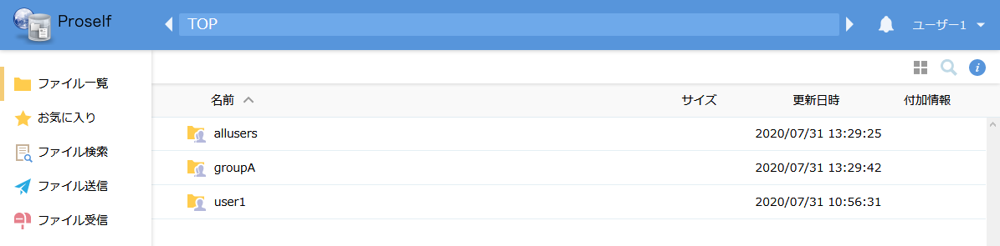 Proself
TOP
ユーザー1
ファイル一覧
お気に入り
ファイル検索
ファイル送信
ファイル受信
名前 サイズ 更新日時 付加情報
allusers 2020/07/31 13:29:25
groupA 2020/07/31 13:29:42
user1 2020/07/31 10:56:31